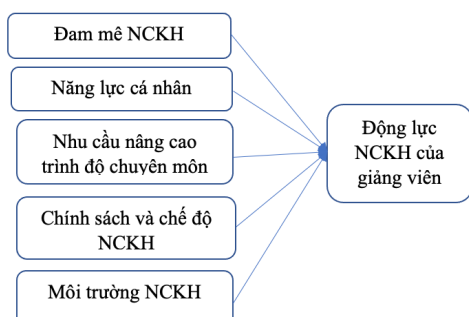 Đam mê NCKH
Năng lực cá nhân
Nhu cầu nâng cao
trình độ chuyên môn
Chính sách và chế độ
NCKH
Môi trường NCKH
Động lực
NCKH của
giảng viên